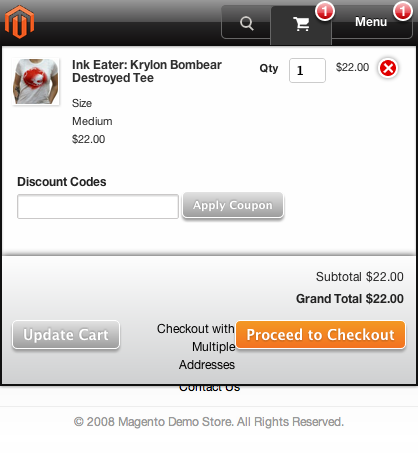 1
Menu
1
Ink Eater: Krylon Bombear
Destroyed Tee
Qty
1
$22.00
Size
Medium
$22.00
Discount Codes
Apply Coupon
Subtotal $22.00
Grand Total $22.00
Update Cart
Checkout with
Multiple
Addresses
Proceed to Checkout
Contact Us
© 2008 Magento Demo Store. All Rights Reserved.